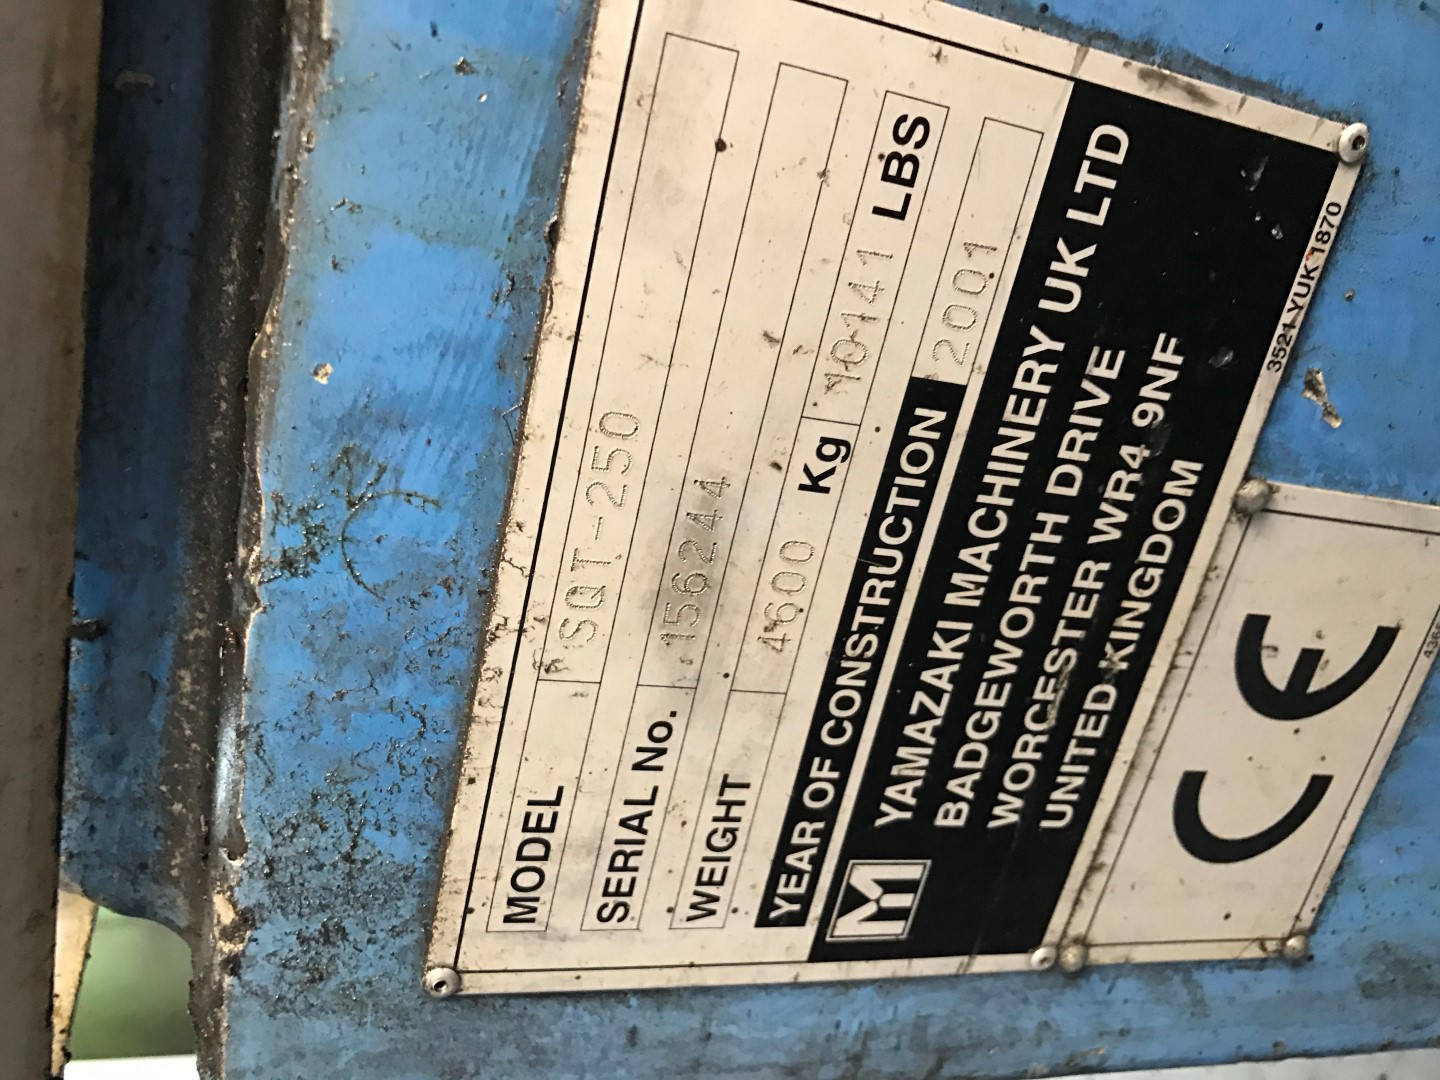 MODEL SQT-250
SERIAL No. 156244
WEIGHT 4600 Kg 10141 LBS
YEAR OF CONSTRUCTION 2001
YAMAZAKI MACHINERY UK LTD
BADGEWORTH DRIVE
WORCESTER WR4 9NF
UNITED KINGDOM
3521 YUK 1870
CE